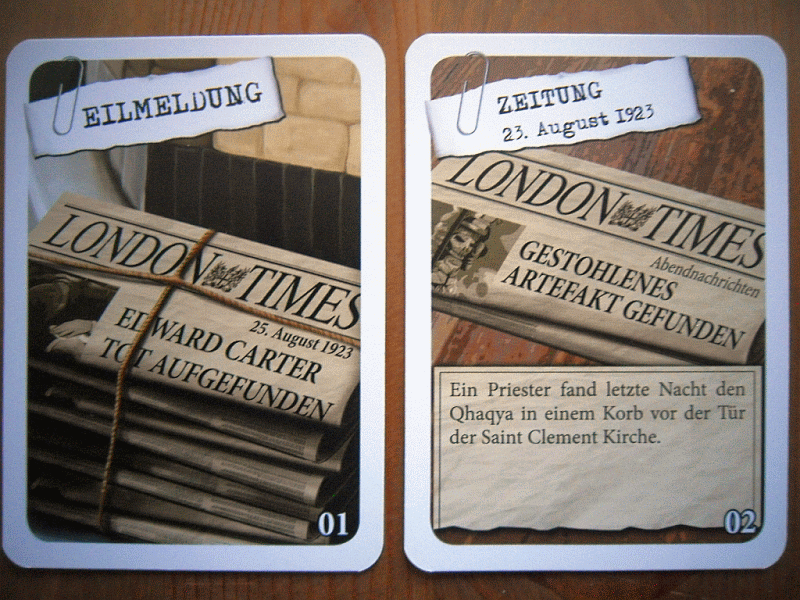 EILMELDUNG
LONDON TIMES
25. August 1923
EDWARD CARTER
TOT AUFGEFUNDEN
01
ZEITUNG
23. August 1923
LONDON TIMES
Abendnachrichten
GESTOHLENES
ARTEFAKT GEFUNDEN
Ein Priester fand letzte Nacht den
Qhaqya in einem Korb vor der Tür
der Saint Clement Kirche.
02